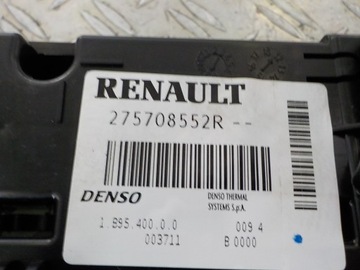 RENAULT
275708552R --
DENSO
DENSO THERMAL
SYSTEMS S.p.A.
1.B95.400.0.0 009 4
003711 B 0000